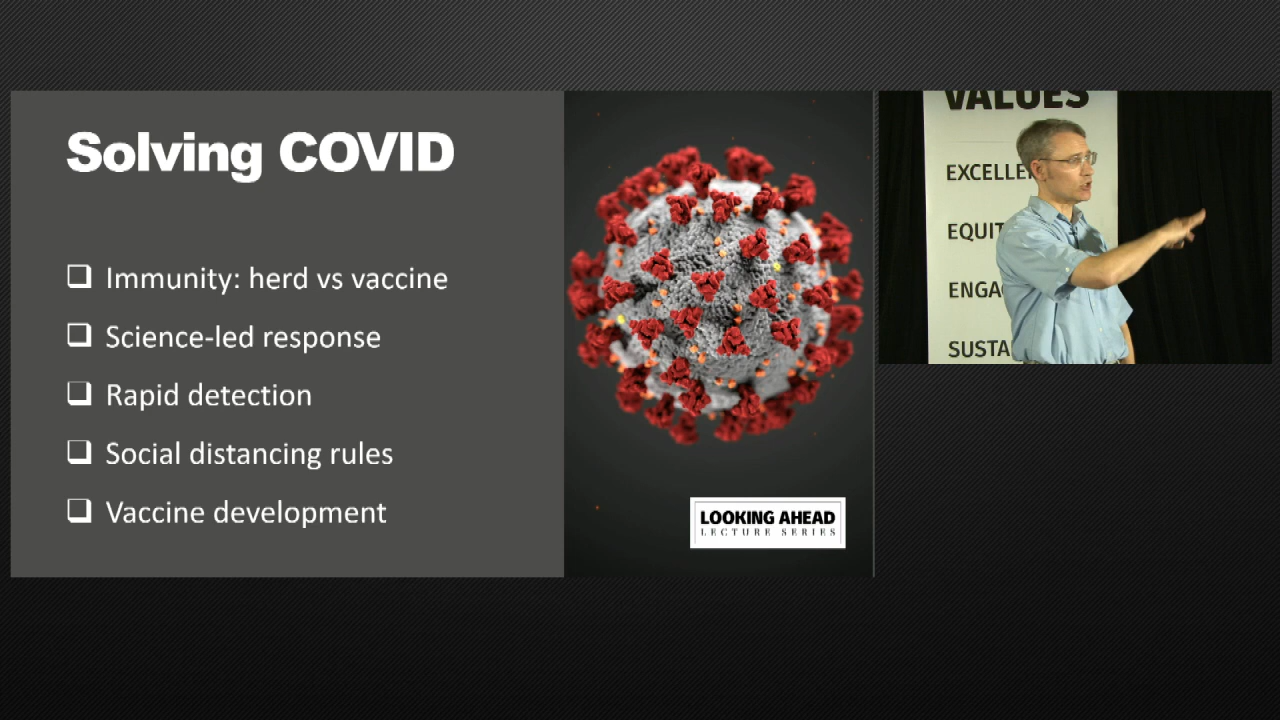 Solving COVID
Immunity: herd vs vaccine
Science-led response
Rapid detection
Social distancing rules
Vaccine development
LOOKING AHEAD
LECTURE SERIES
VALUES